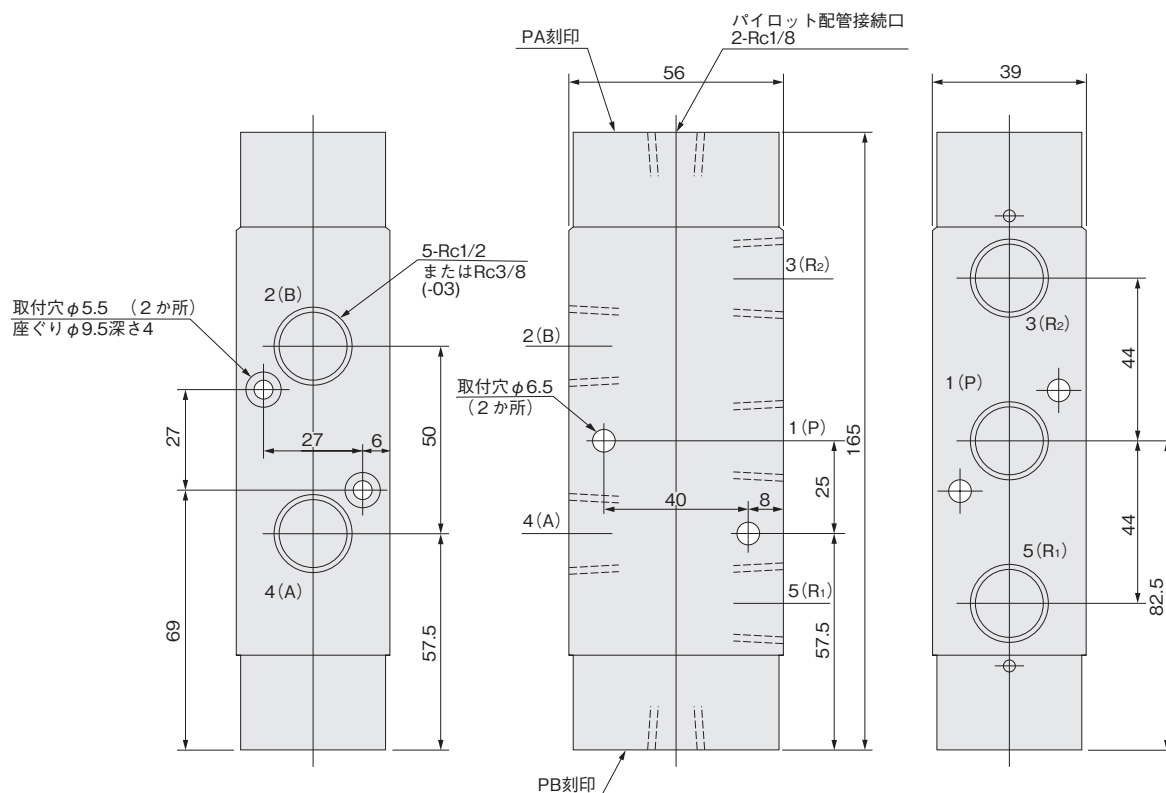 PA刻印
パイロット配管接続口
2-Rc1/8
56
39
5-Rc1/2
またはRc3/8
(-03)
2(B)
取付穴φ5.5 （2か所）
座ぐりφ9.5深さ4
27
27
6
50
4(A)
69
57.5
3(R₂)
2(B)
取付穴φ6.5
（2か所）
1(P)
165
25
40
8
4(A)
5(R₁)
57.5
PB刻印
3(R₂)
44
1(P)
44
5(R₁)
82.5